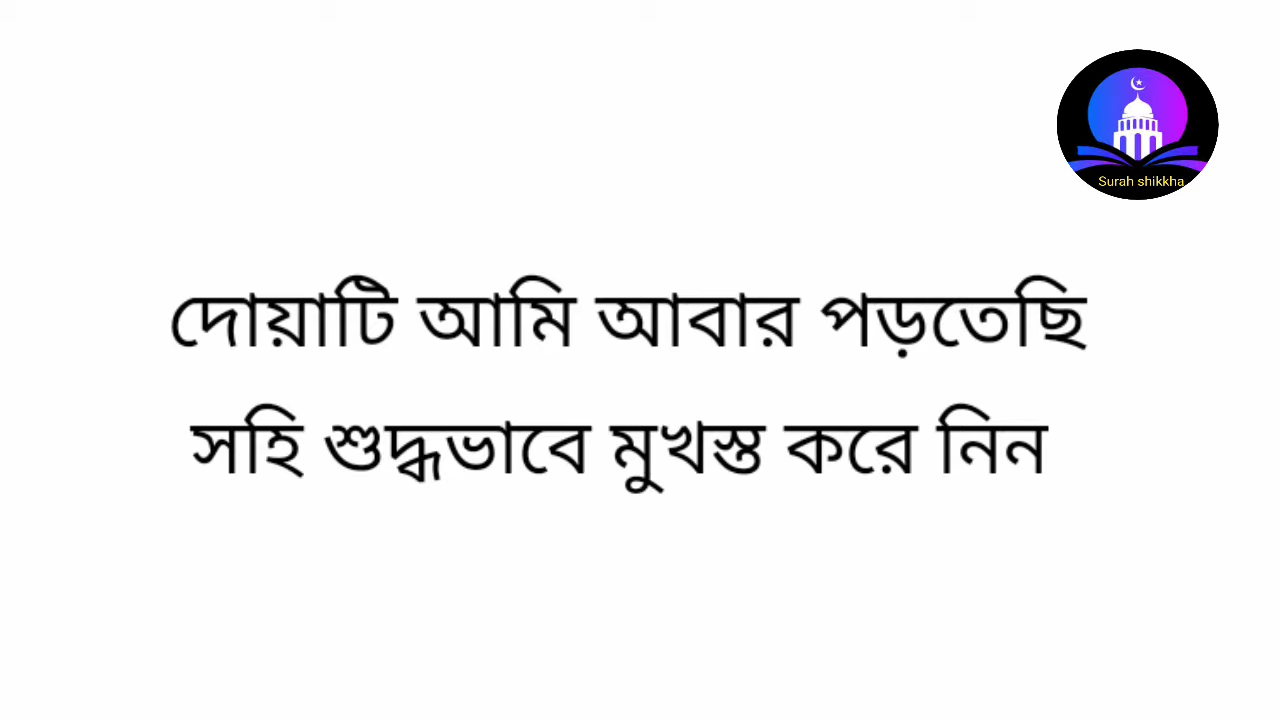 Surah shikkha
দোয়াটি আমি আবার পড়তেছি
সহি শুদ্ধভাবে মুখস্ত করে নিন